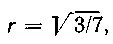 r = √3/7,